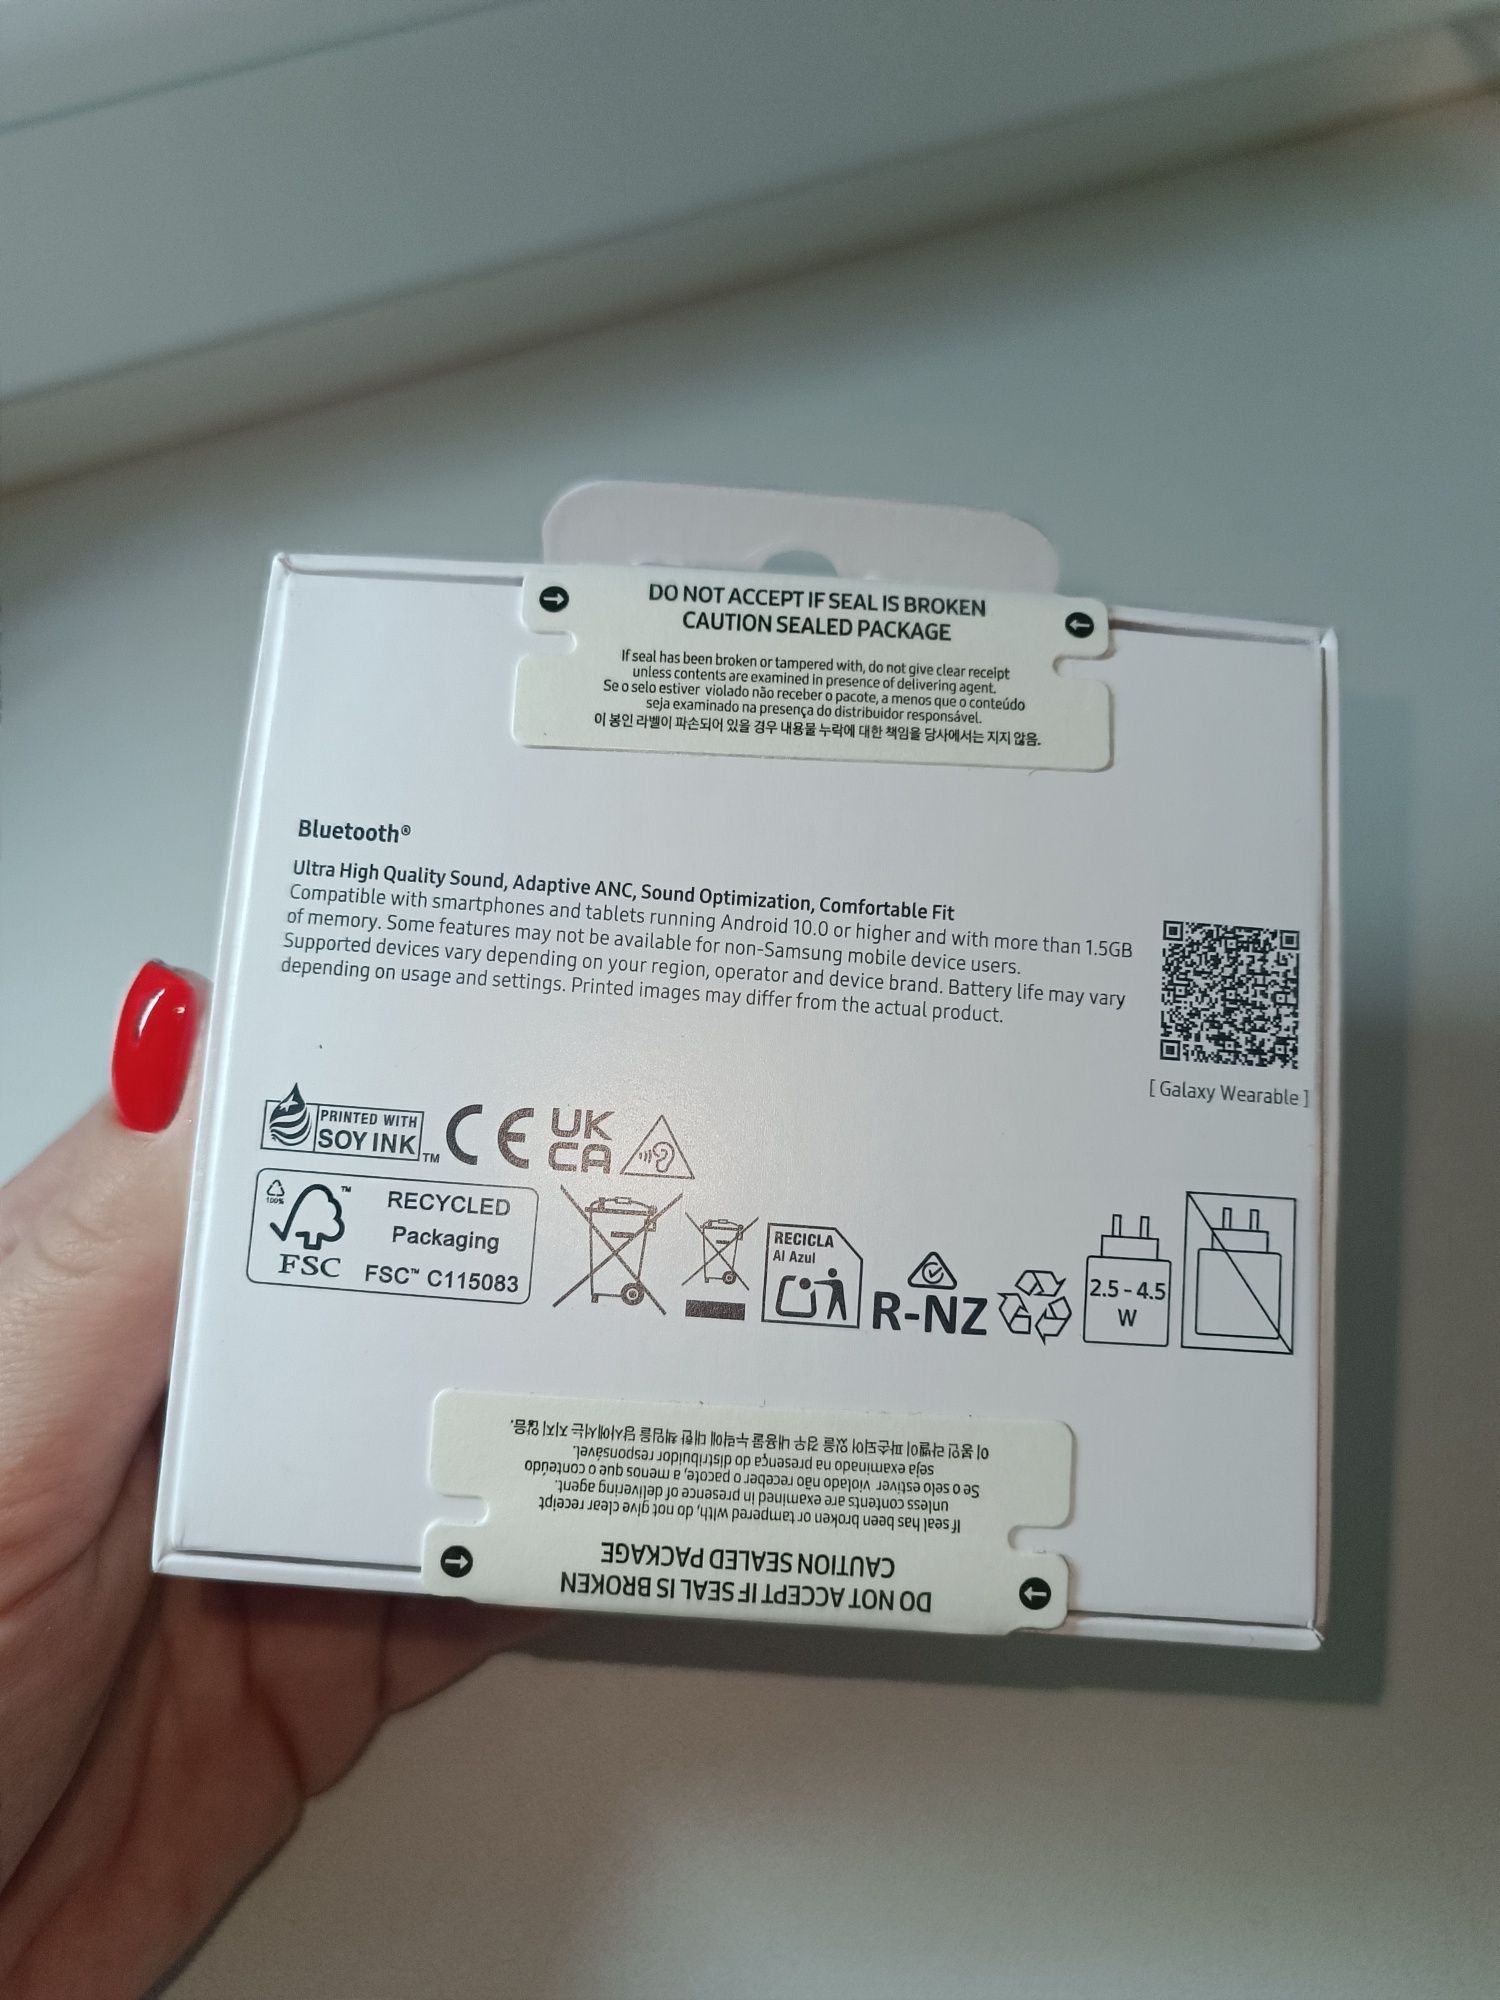 DO NOT ACCEPT IF SEAL IS BROKEN
CAUTION SEALED PACKAGE
If seal has been broken or tampered with, do not give clear receipt
unless contents are examined in presence of delivering agent.
Se o selo estiver violado não receber o pacote, a menos que o conteúdo
seja examinado na presença do distribuidor responsável.
이 봉인 라벨이 파손되어 있을 경우 내용물 누락에 대한 책임을 당사에서는 지지 않음.
Bluetooth®
Ultra High Quality Sound, Adaptive ANC, Sound Optimization, Comfortable Fit
Compatible with smartphones and tablets running Android 10.0 or higher and with more than 1.5GB
of memory. Some features may not be available for non-Samsung mobile device users.
Supported devices vary depending on your region, operator and device brand. Battery life may vary
depending on usage and settings. Printed images may differ from the actual product.
[ Galaxy Wearable ]
PRINTED WITH
SOY INK™
CE
UK
CA
100%
™
FSC
RECYCLED
Packaging
FSC™ C115083
RECICLA
Al Azul
R-NZ
2.5 - 4.5
W
DO NOT ACCEPT IF SEAL IS BROKEN
CAUTION SEALED PACKAGE
If seal has been broken or tampered with, do not give clear receipt
unless contents are examined in presence of delivering agent.
Se o selo estiver violado não receber o pacote, a menos que o conteúdo
seja examinado na presença do distribuidor responsável.
이 봉인 라벨이 파손되어 있을 경우 내용물 누락에 대한 책임을 당사에서는 지지 않음.